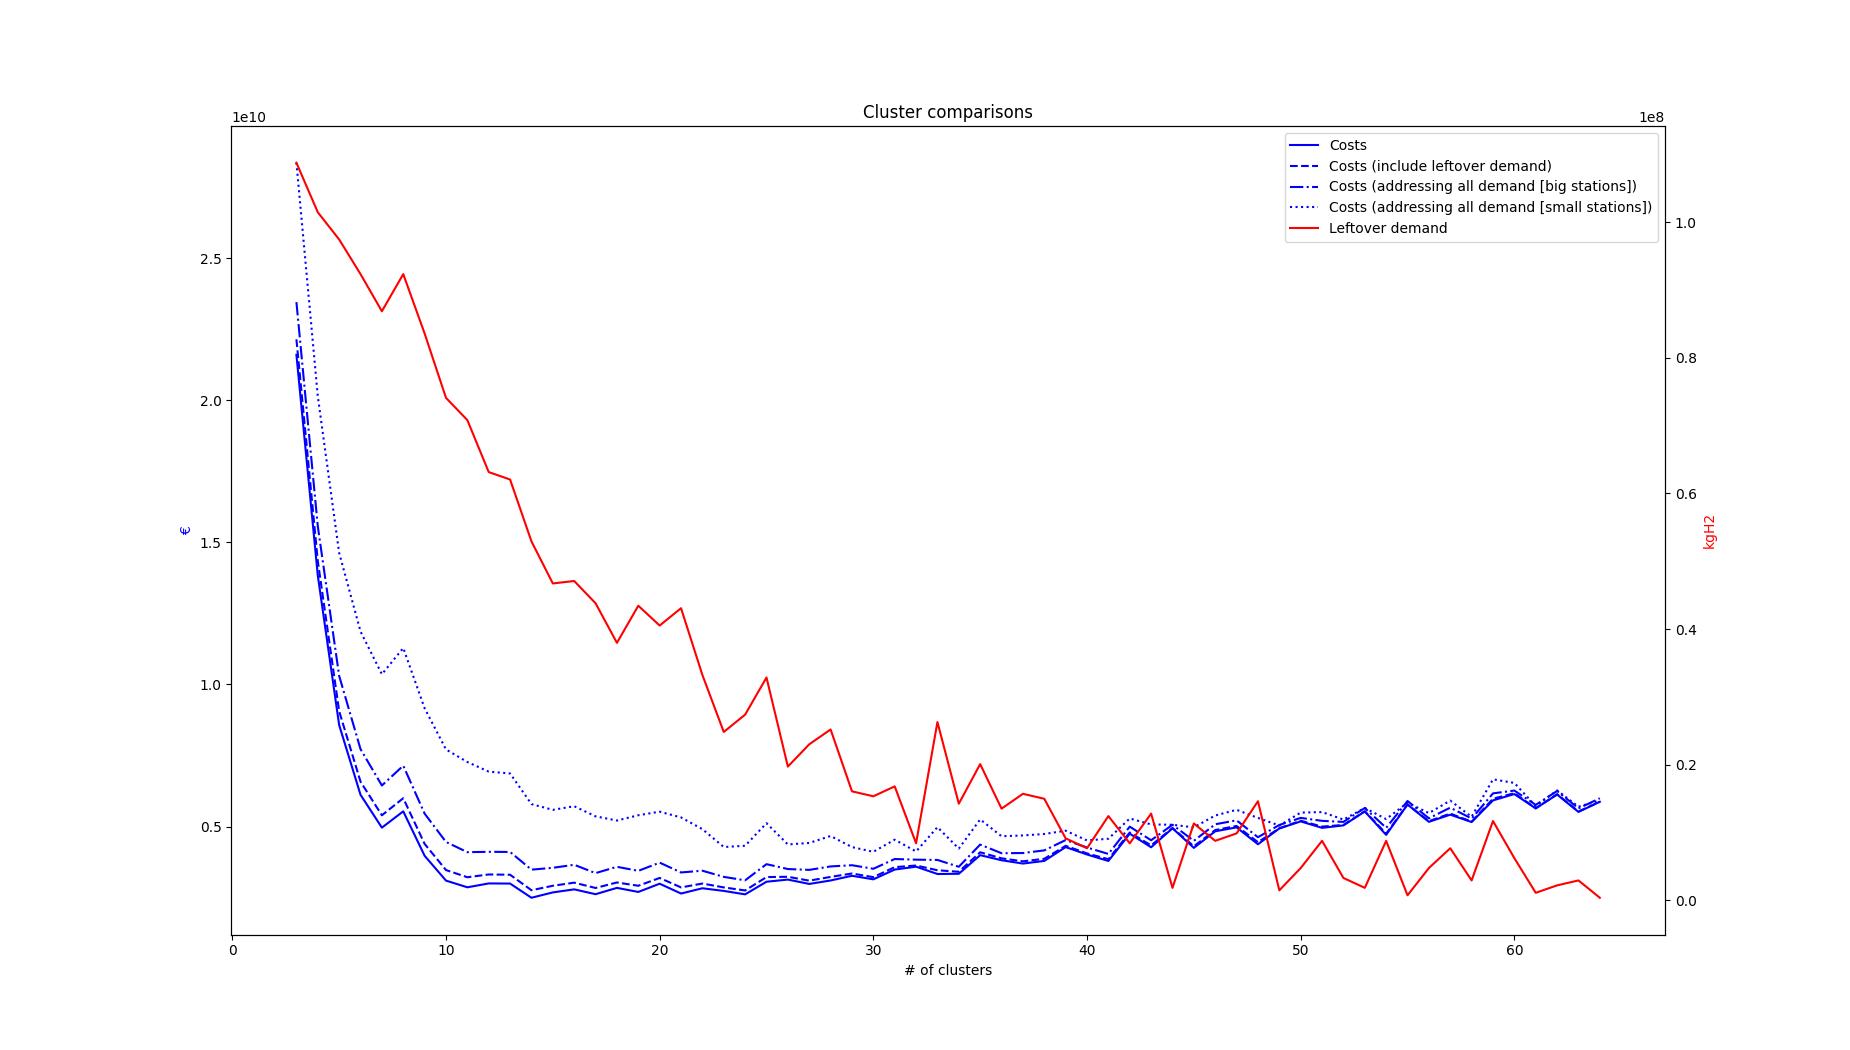 Cluster comparisons
1e10
1e8
Costs
Costs (include leftover demand)
Costs (addressing all demand [big stations])
Costs (addressing all demand [small stations])
Leftover demand
2.5
2.0
1.5
1.0
0.5
€
1.0
0.8
0.6
0.4
0.2
0.0
kgH2
0 10 20 30 40 50 60
# of clusters